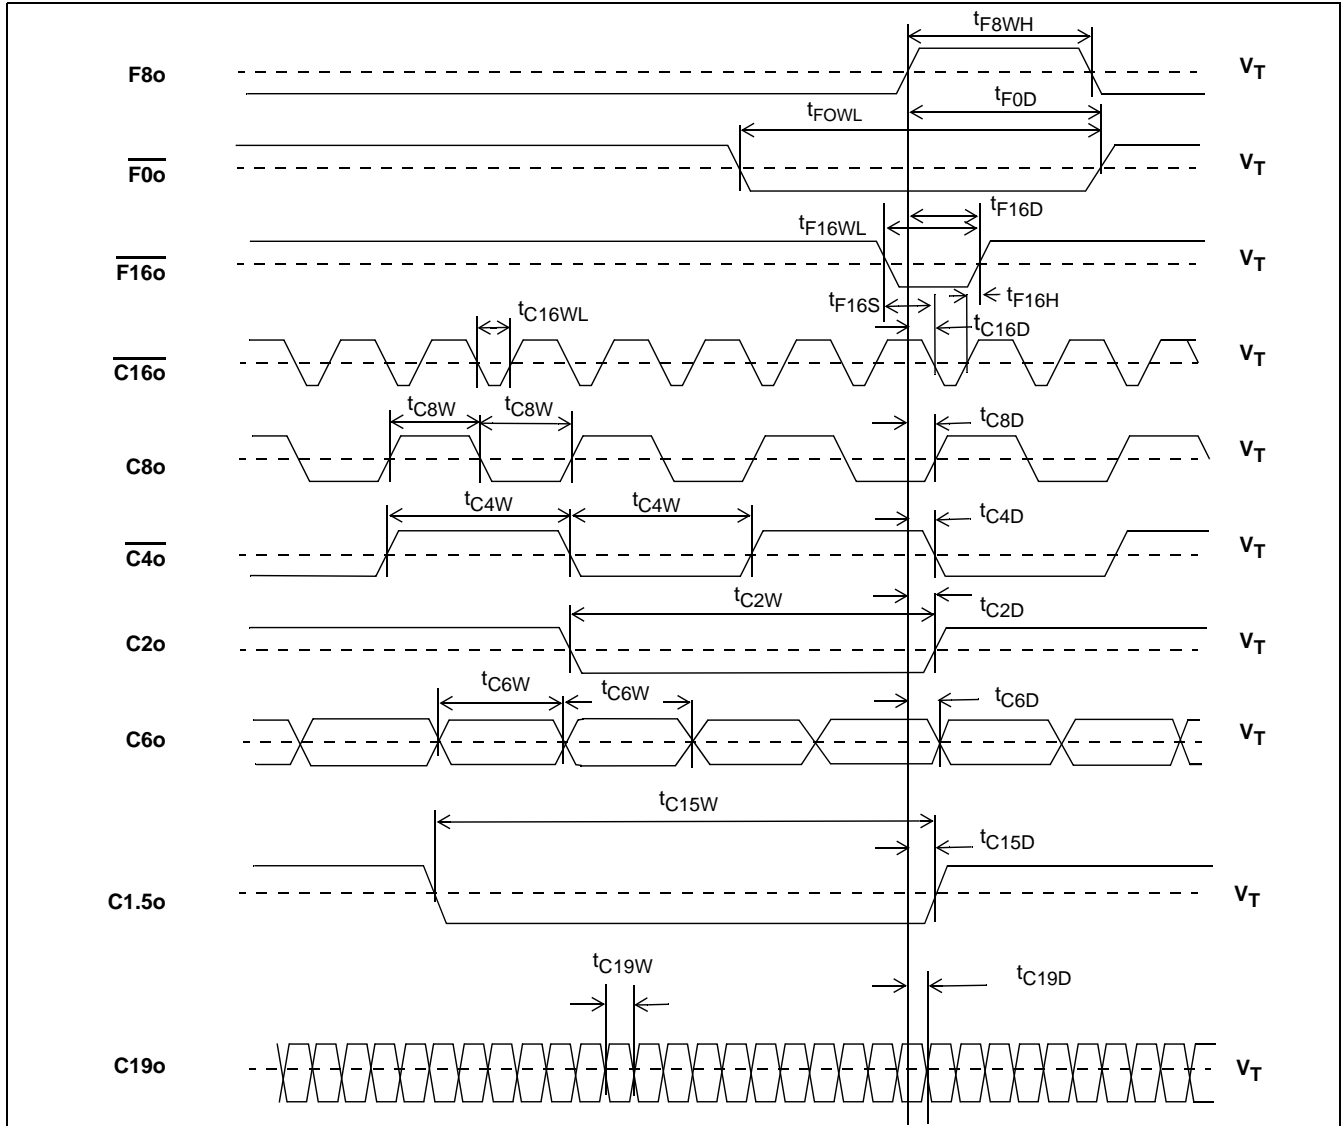 tF8WH
F8o VT
tF0D
tFOWL
F0o VT
tF16D
tF16WL
F16o VT
tF16S tF16H
tC16WL tC16D
C16o VT
tC8W tC8W tC8D
C8o VT
tC4W tC4W tC4D
C4o VT
tC2W tC2D
C2o VT
tC6W tC6W tC6D
C6o VT
tC15W
tC15D
C1.5o VT
tC19W tC19D
C19o VT